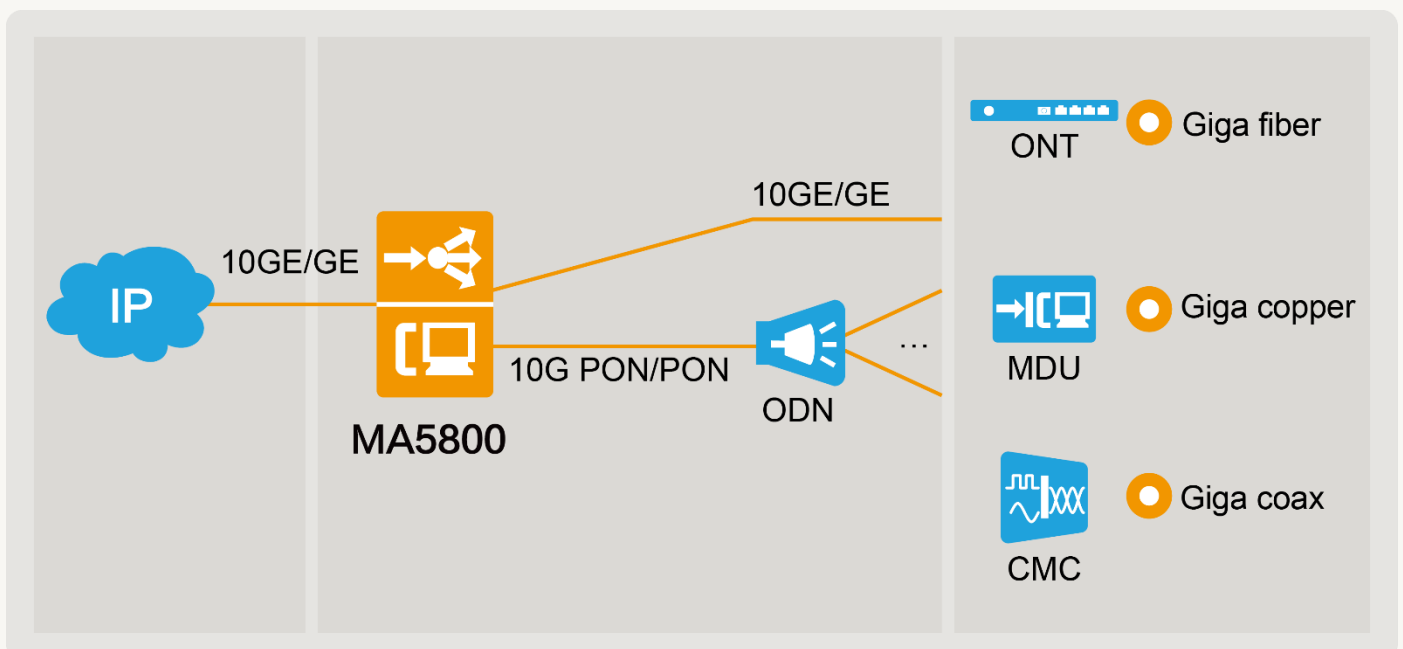 IP
10GE/GE
MA5800
10GE/GE
10G PON/PON
ODN
...
ONT
Giga fiber
MDU
Giga copper
CMC
Giga coax